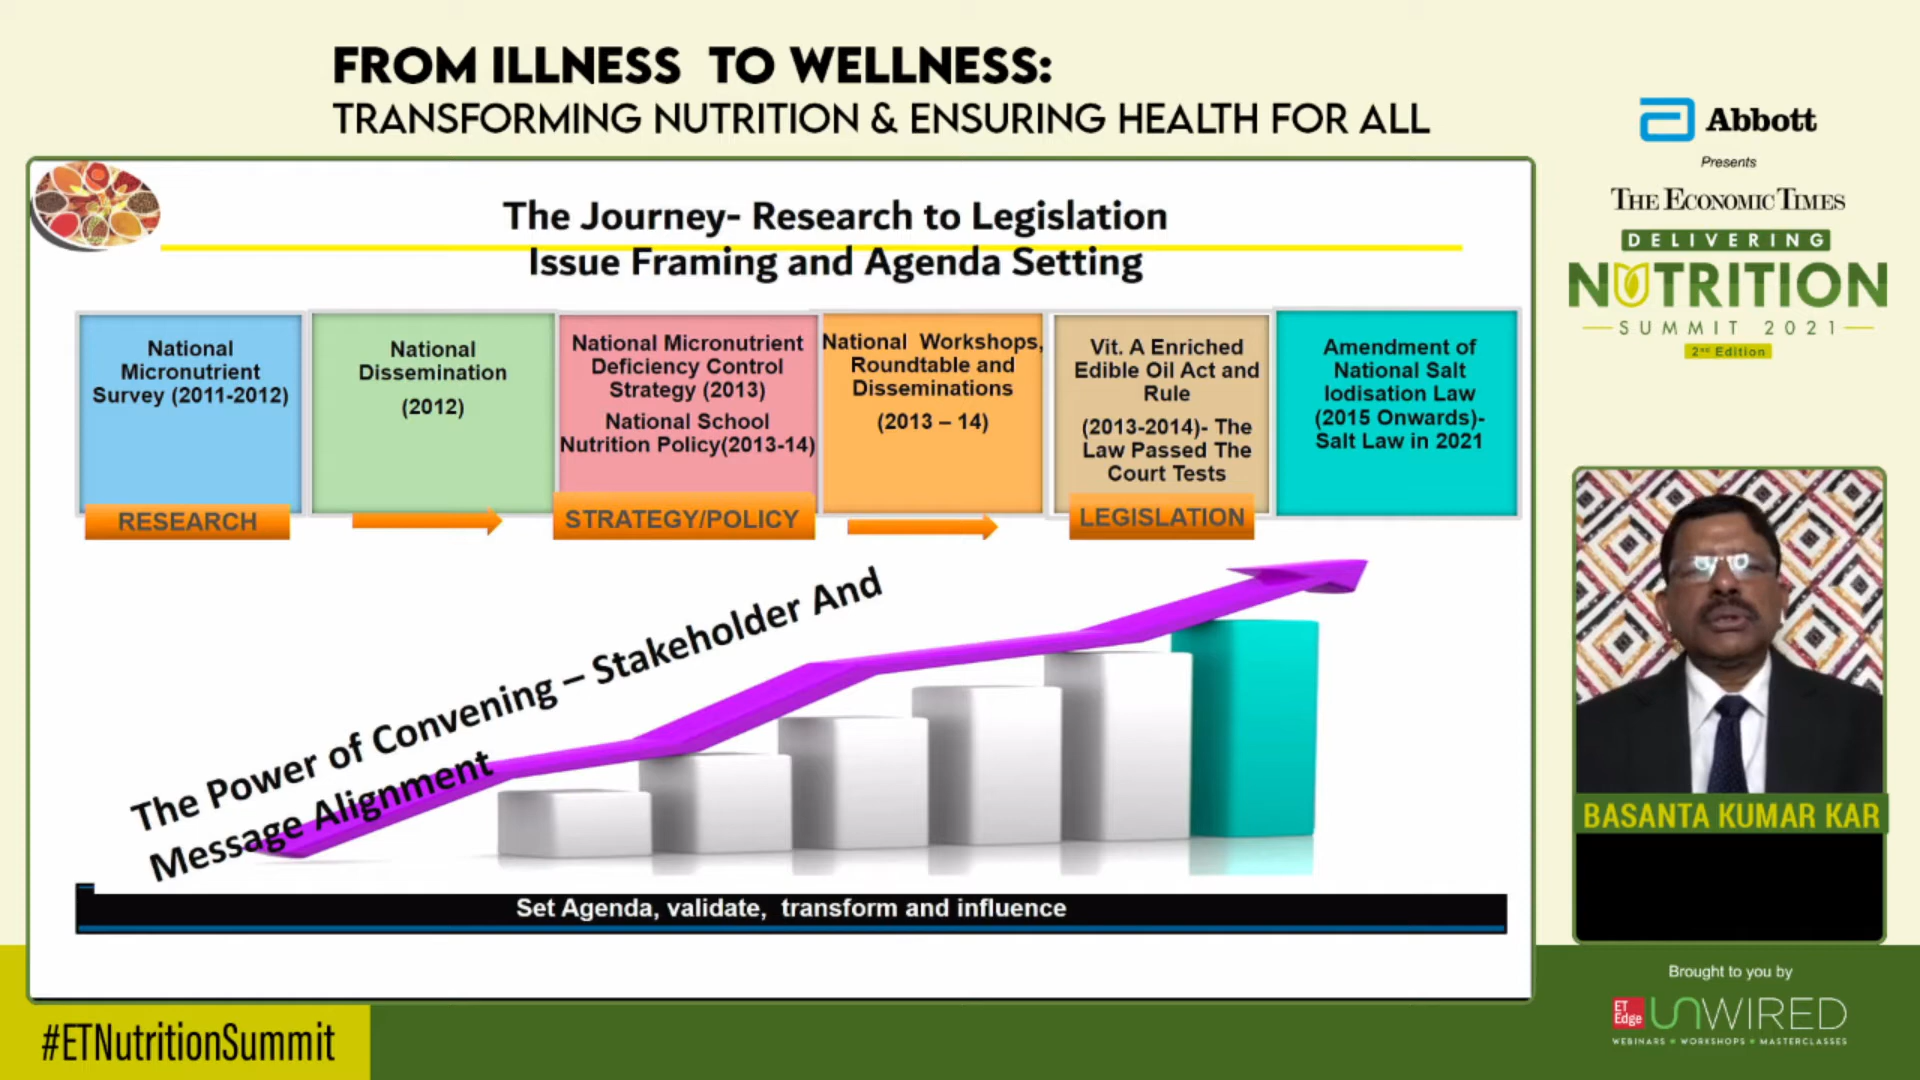 FROM ILLNESS TO WELLNESS:
TRANSFORMING NUTRITION & ENSURING HEALTH FOR ALL
Abbott
Presents
THE ECONOMIC TIMES
DELIVERING
NUTRITION
SUMMIT 2021
2nd Edition
The Journey- Research to Legislation
Issue Framing and Agenda Setting
National
Micronutrient
Survey (2011-2012)
National
Dissemination
(2012)
National Micronutrient
Deficiency Control
Strategy (2013)
National School
Nutrition Policy(2013-14)
National Workshops,
Roundtable and
Disseminations
(2013 – 14)
Vit. A Enriched
Edible Oil Act and
Rule
(2013-2014)- The
Law Passed The
Court Tests
Amendment of
National Salt
Iodisation Law
(2015 Onwards)-
Salt Law in 2021
RESEARCH
STRATEGY/POLICY
LEGISLATION
The Power of Convening – Stakeholder And
Message Alignment
Set Agenda, validate, transform and influence
BASANTA KUMAR KAR
Brought to you by
ET Edge
UNWIRED
WEBINARS • WORKSHOPS • MASTERCLASSES
#ETNutritionSummit